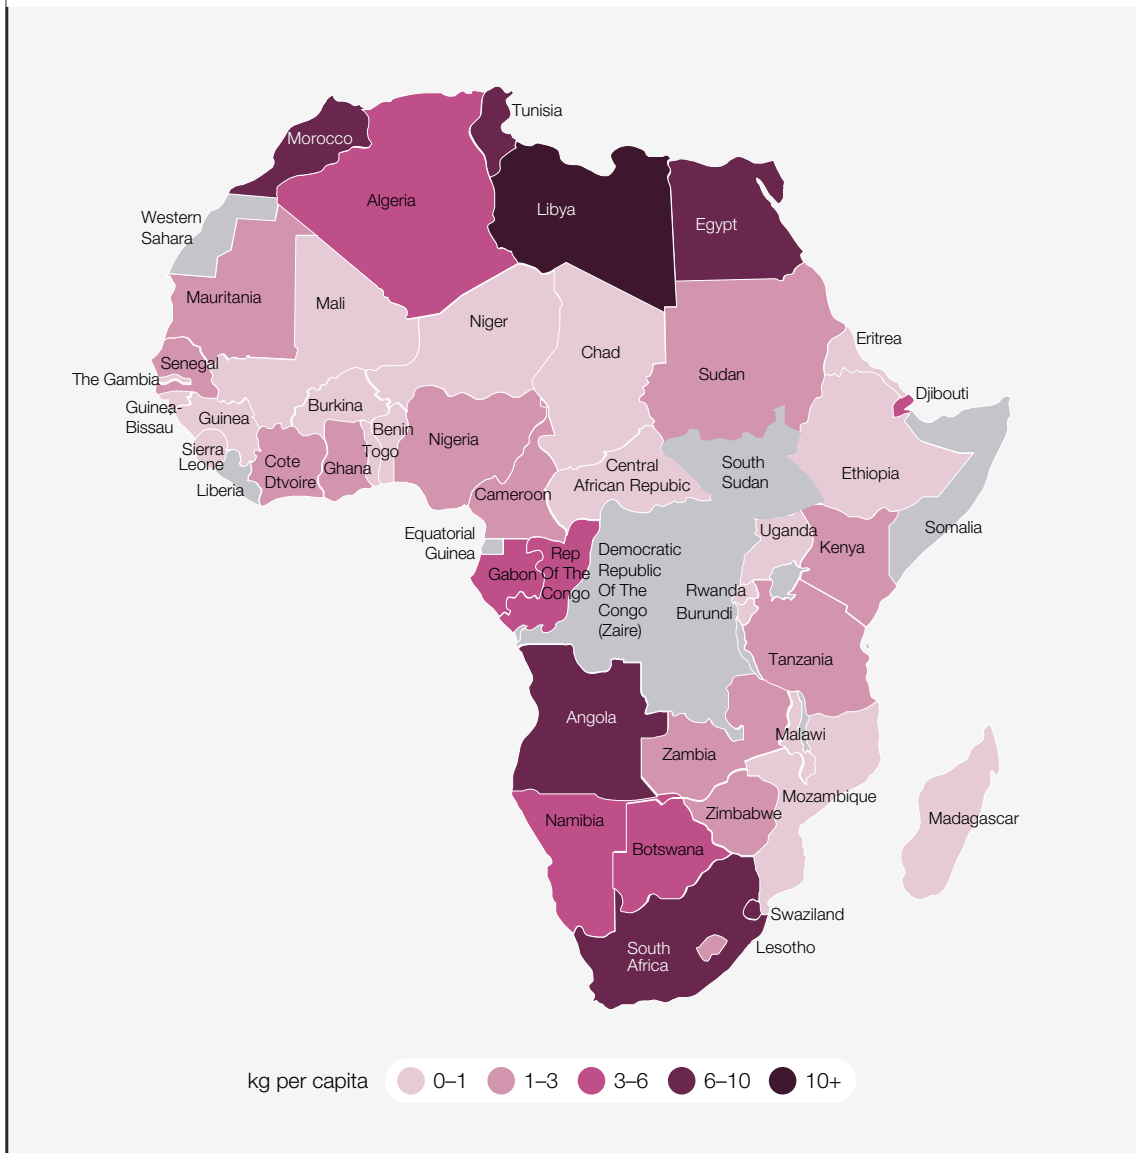 Tunisia
Morocco
Algeria
Libya
Egypt
Western
Sahara
Mauritania
Mali
Niger
Chad
Sudan
Eritrea
Senegal
The Gambia
Djibouti
Guinea-
Bissau
Guinea
Burkina
Benin
Togo
Nigeria
Sierra
Leone
Cote
Dtvoire
Ghana
Liberia
Central
African Repubic
South
Sudan
Ethiopia
Cameroon
Somalia
Equatorial
Guinea
Uganda
Kenya
Gabon
Rep
Of The
Congo
Democratic
Republic
Of The
Congo
(Zaire)
Rwanda
Burundi
Tanzania
Angola
Malawi
Zambia
Mozambique
Namibia
Zimbabwe
Madagascar
Botswana
Swaziland
South
Africa
Lesotho
kg per capita 0–1 1–3 3–6 6–10 10+